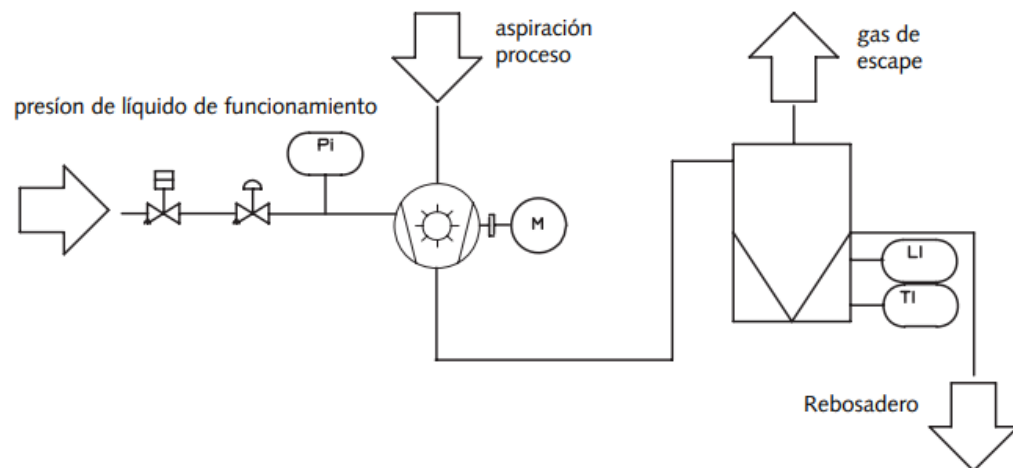 aspiración
proceso
gas de
escape
presíon de líquido de funcionamiento
Pi
M
LI
TI
Rebosadero